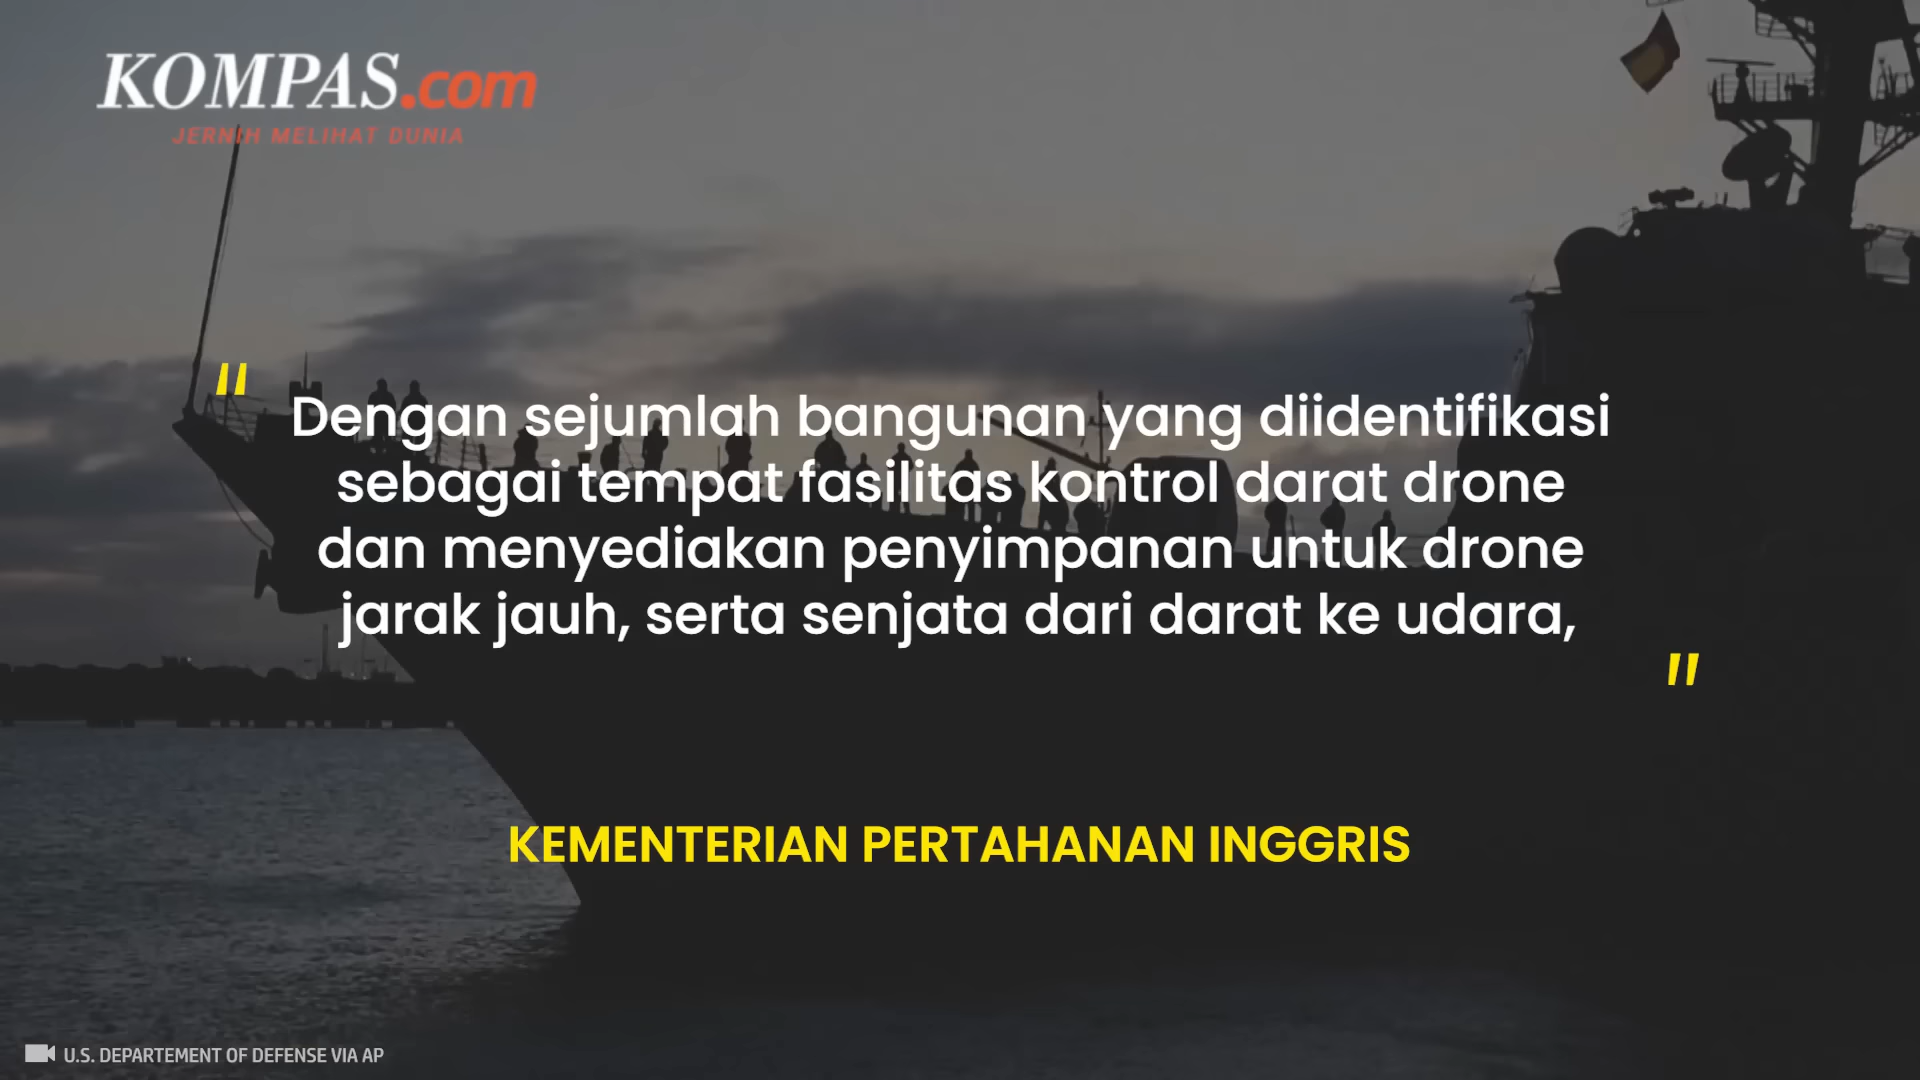 KOMPAS.com
JERNIH MELIHAT DUNIA
"Dengan sejumlah bangunan yang diidentifikasi
sebagai tempat fasilitas kontrol darat drone
dan menyediakan penyimpanan untuk drone
jarak jauh, serta senjata dari darat ke udara,"
KEMENTERIAN PERTAHANAN INGGRIS
U.S. DEPARTEMENT OF DEFENSE VIA AP